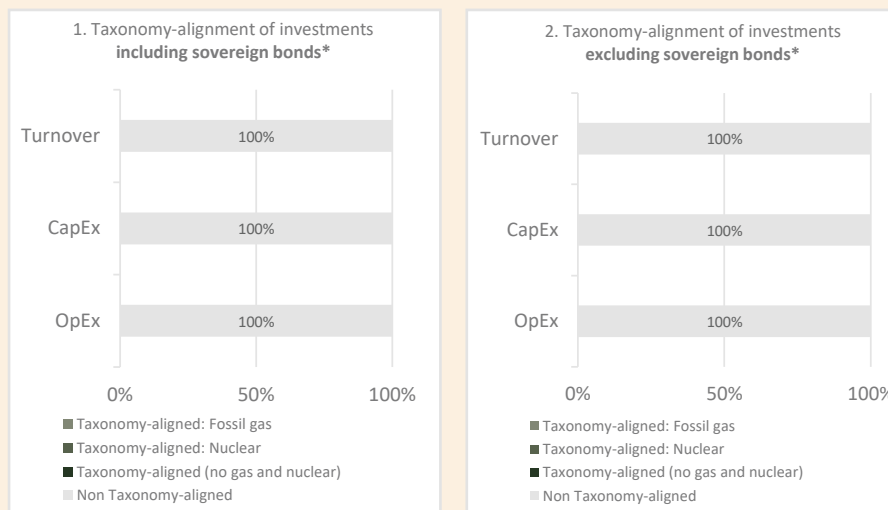 1. Taxonomy-alignment of investments
including sovereign bonds*
Turnover
100%
CapEx
100%
OpEx
100%
0%
50%
100%
Taxonomy-aligned: Fossil gas
Taxonomy-aligned: Nuclear
Taxonomy-aligned (no gas and nuclear)
Non Taxonomy-aligned
2. Taxonomy-alignment of investments
excluding sovereign bonds*
Turnover
100%
CapEx
100%
OpEx
100%
0%
50%
100%
Taxonomy-aligned: Fossil gas
Taxonomy-aligned: Nuclear
Taxonomy-aligned (no gas and nuclear)
Non Taxonomy-aligned